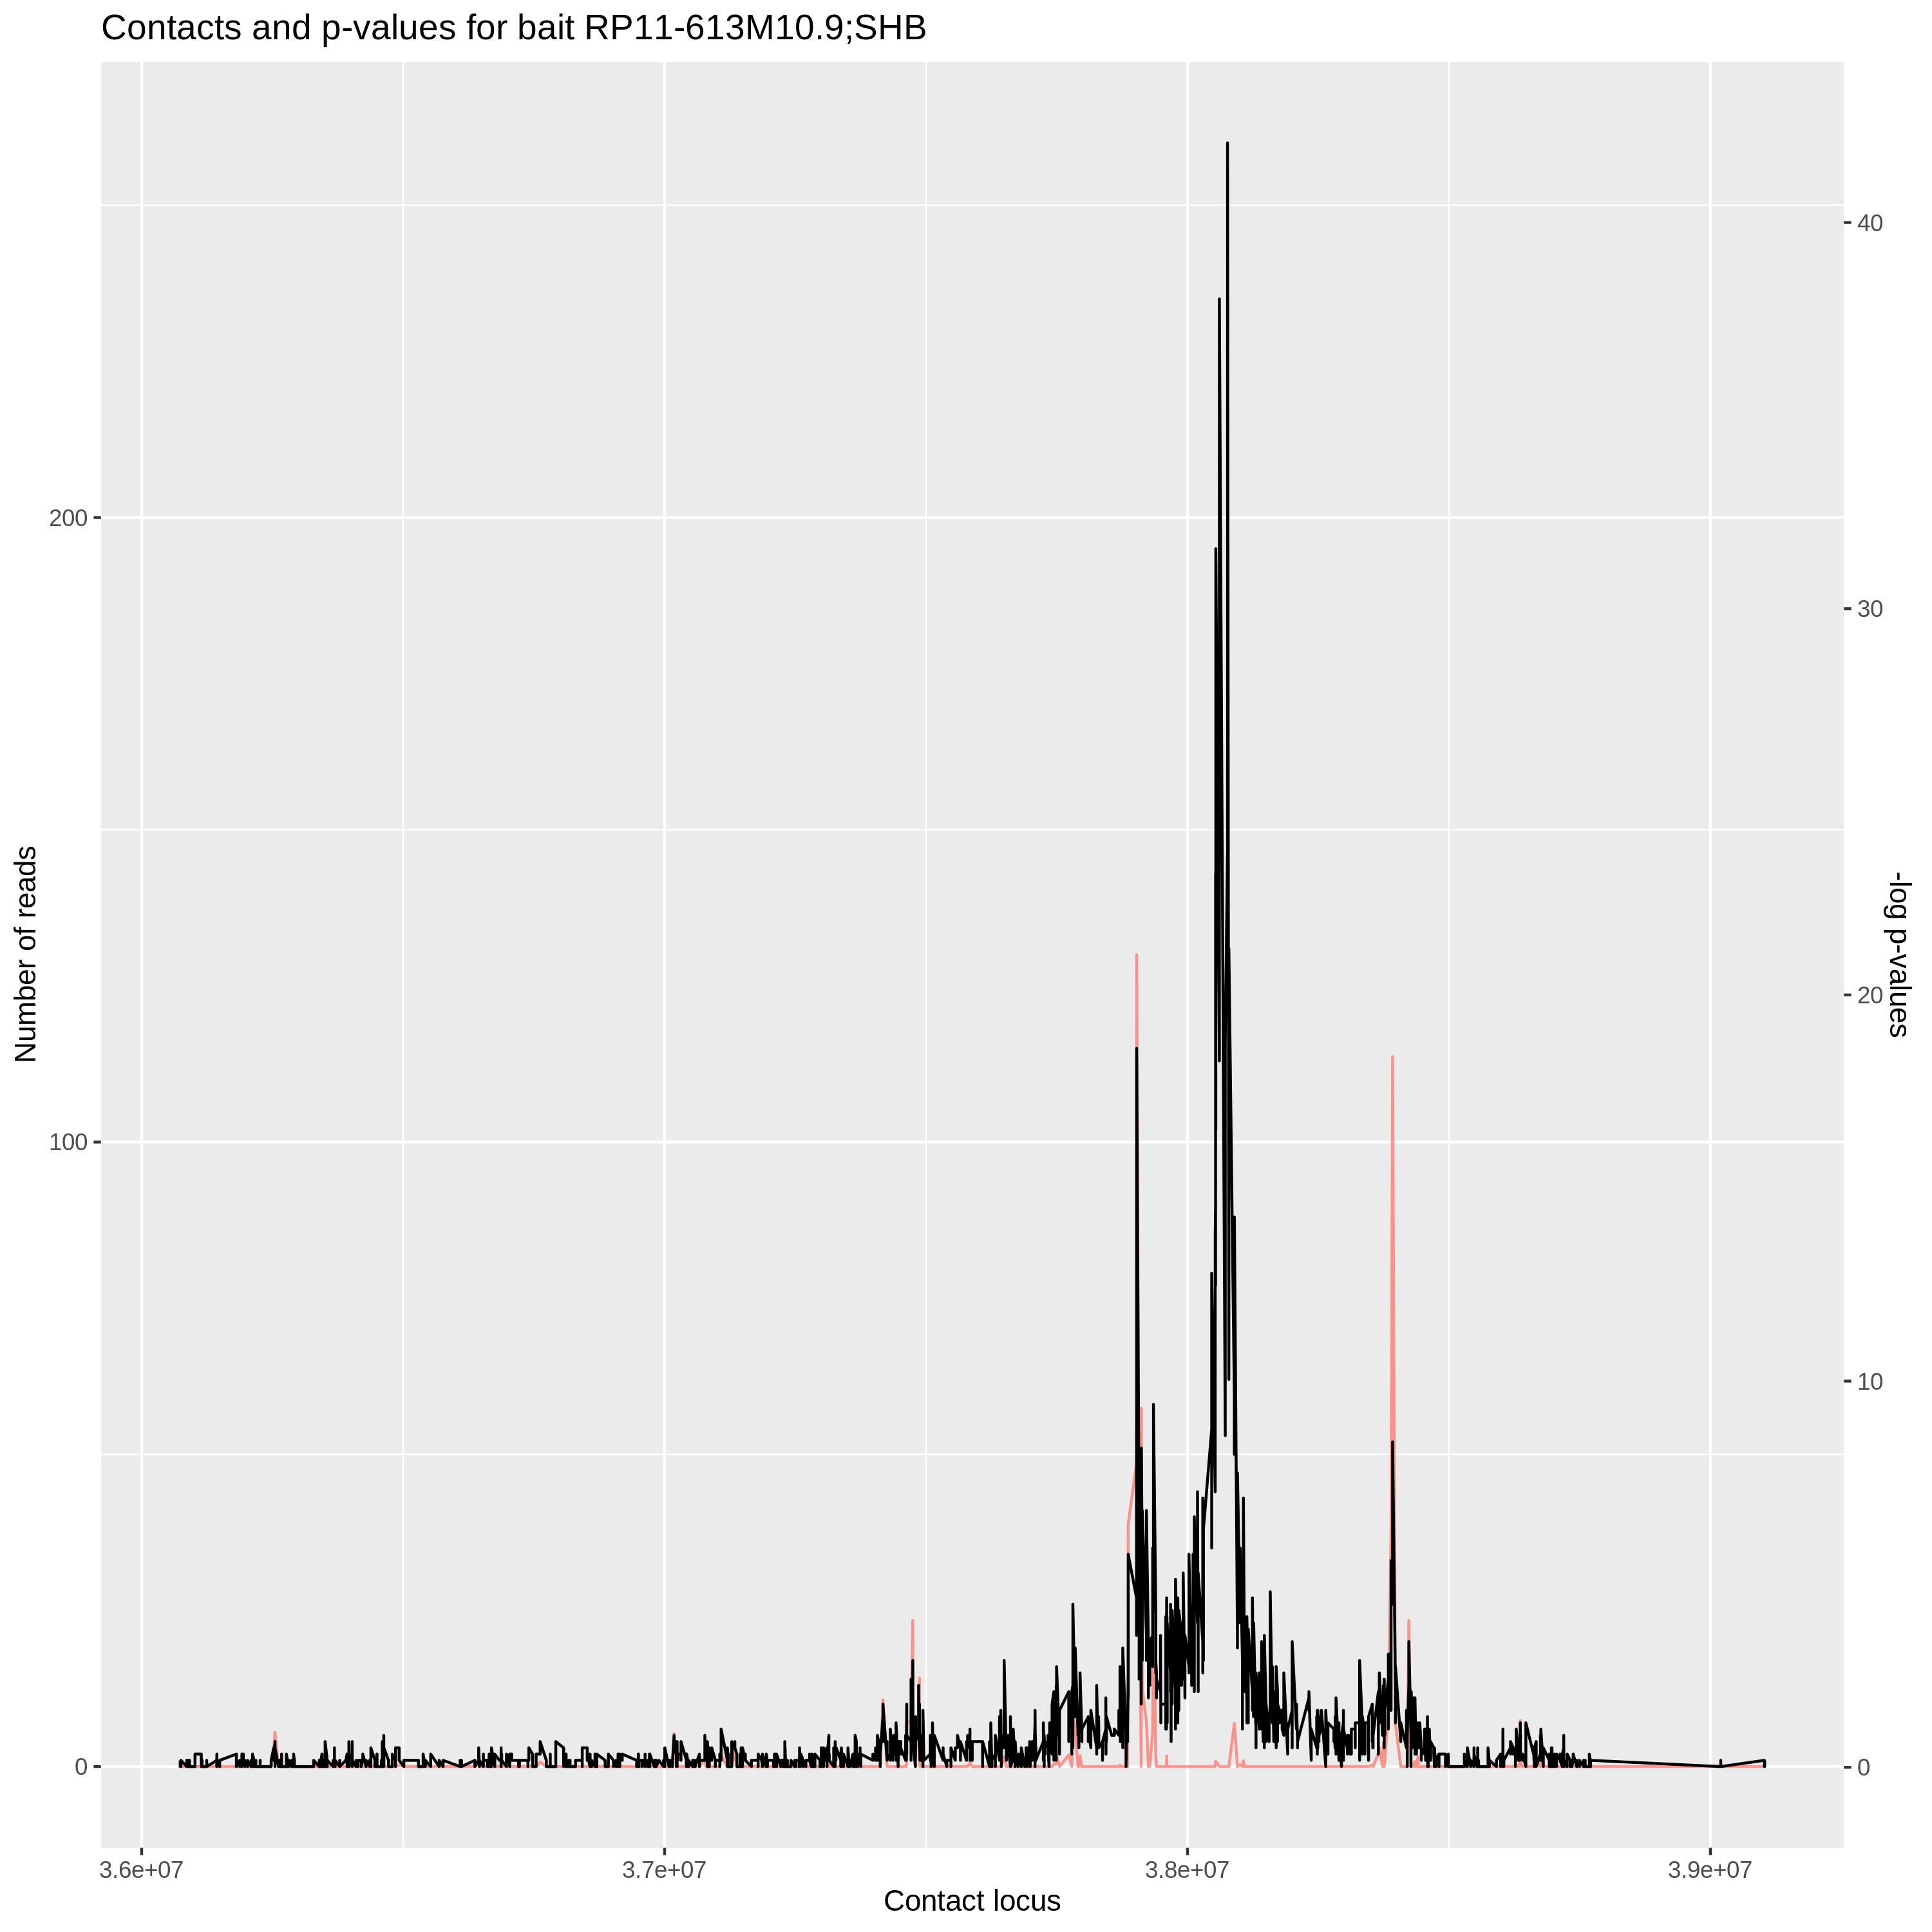 Contacts and p-values for bait RP11-613M10.9;SHB
Number of reads
200
100
0
40
30
20
10
0
-log p-values
3.6e+07
3.7e+07
3.8e+07
3.9e+07
Contact locus